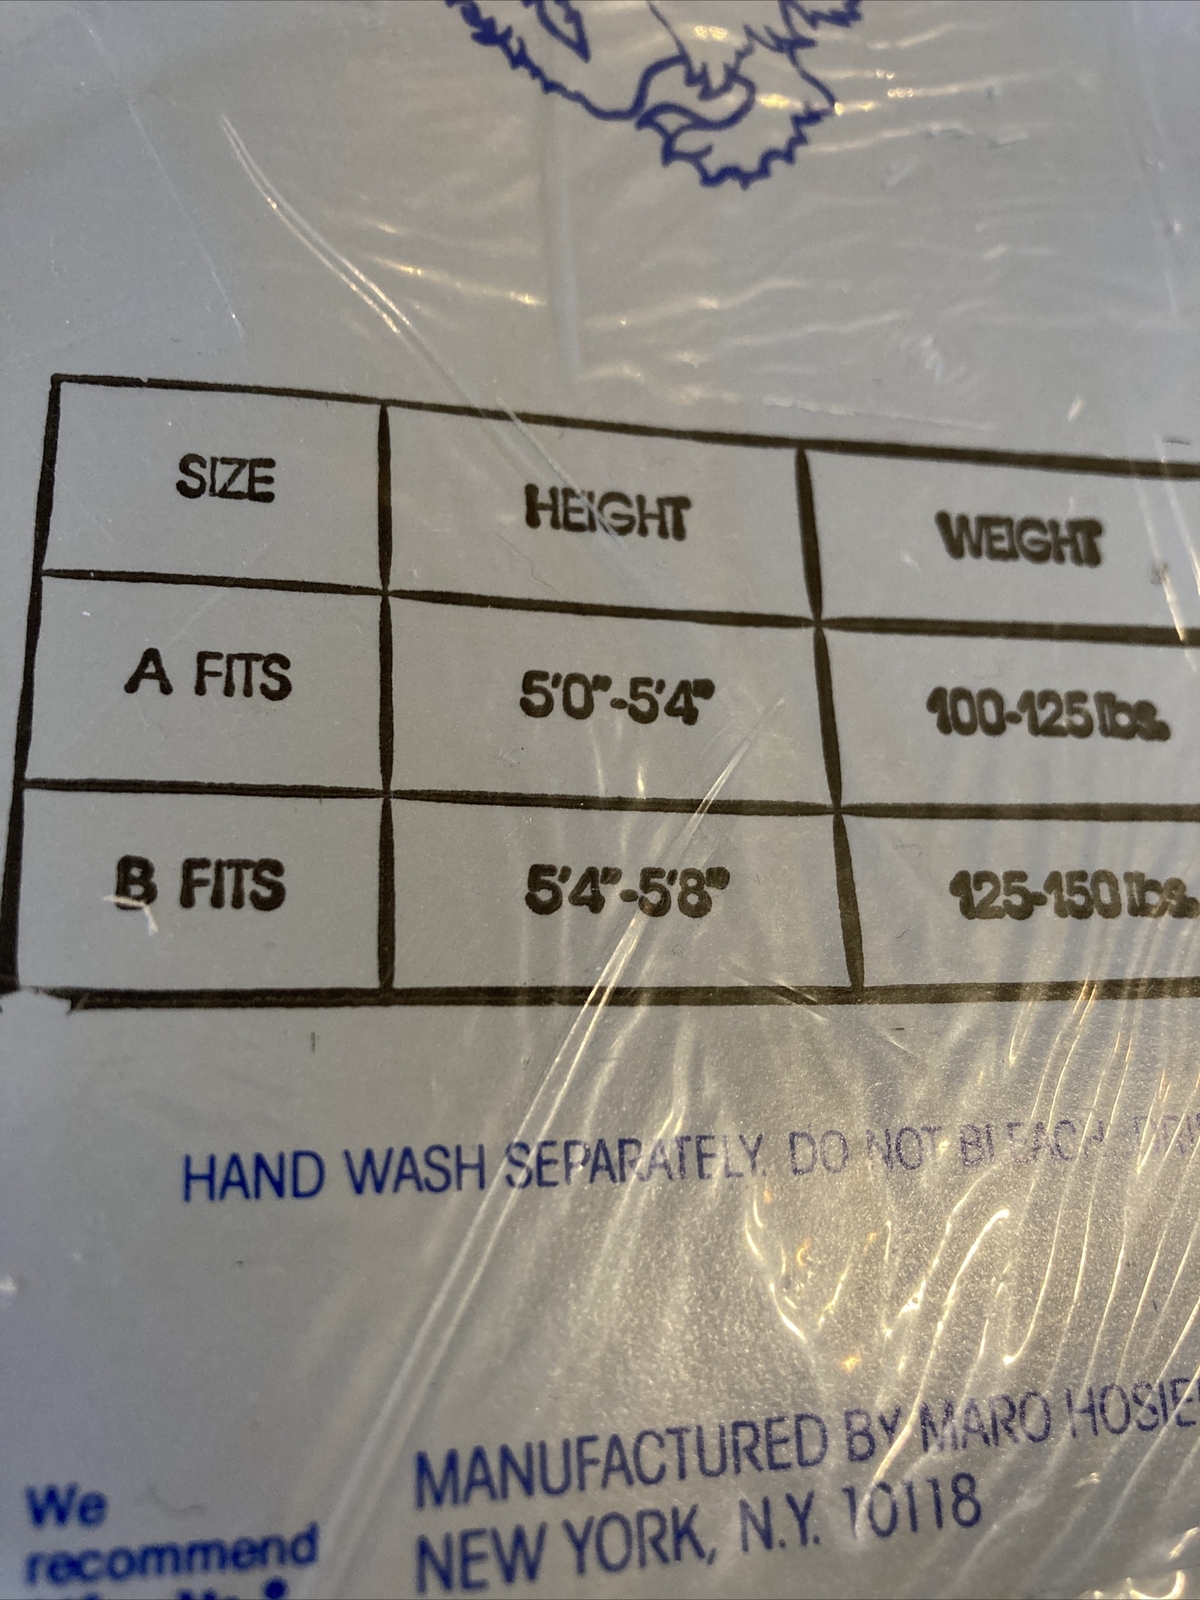 SIZE HEIGHT WEIGHT
A FITS 5'0"-5'4" 100-125 lbs.
B FITS 5'4"-5'8" 125-150 lbs.
HAND WASH SEPARATELY. DO NOT BLEACH.
MANUFACTURED BY MARO
NEW YORK, N.Y. 10118
We
recommend